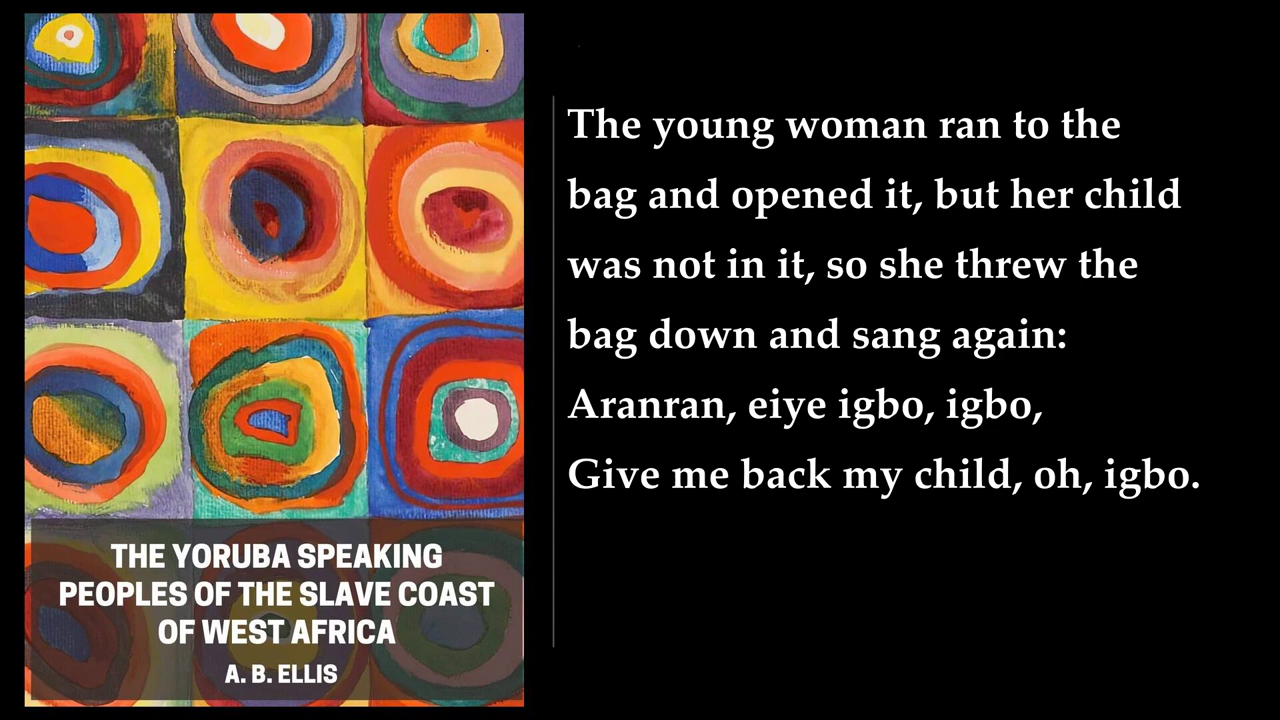 THE YORUBA SPEAKING
PEOPLES OF THE SLAVE COAST
OF WEST AFRICA
A. B. ELLIS
The young woman ran to the
bag and opened it, but her child
was not in it, so she threw the
bag down and sang again:
Aranran, eiye igbo, igbo,
Give me back my child, oh, igbo.